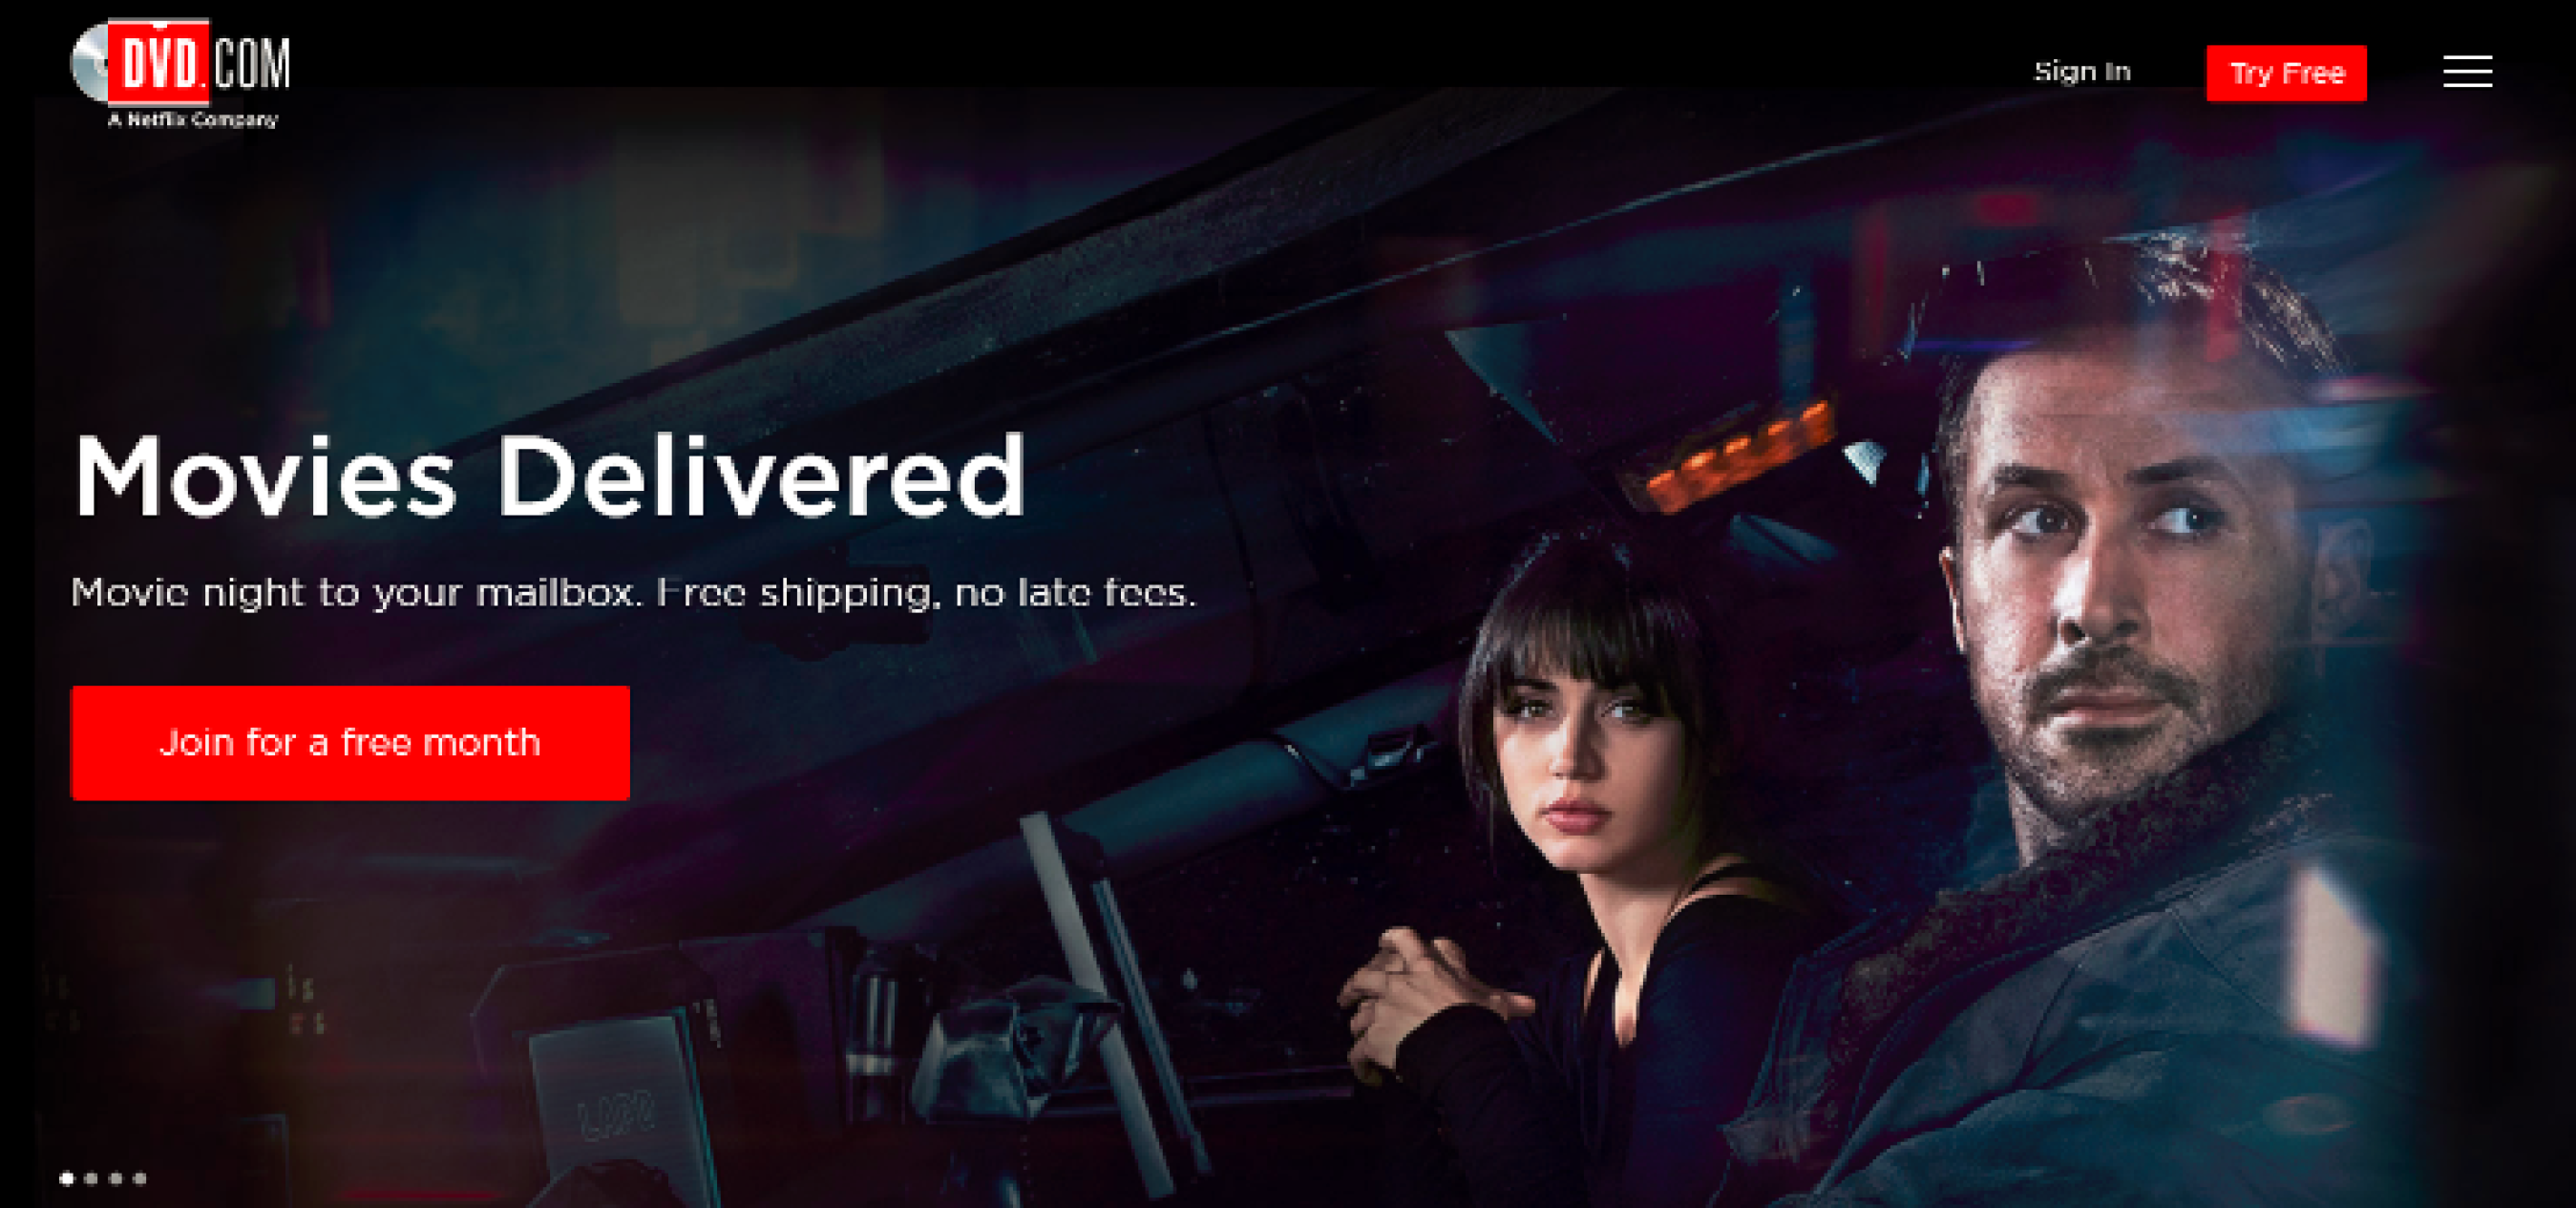 DVD.COM
A Netflix Company
Sign In
Try Free
Movies Delivered
Movie night to your mailbox. Free shipping, no late fees.
Join for a free month
LAPD